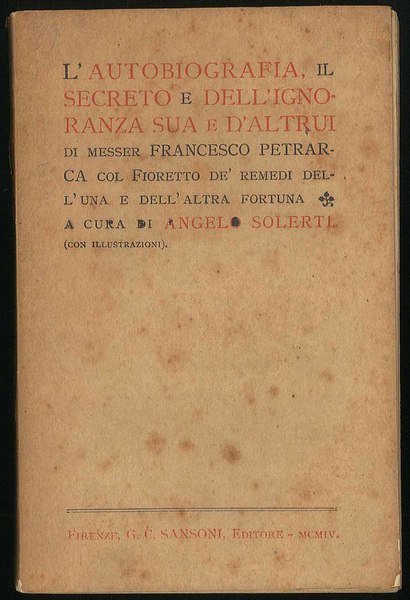 L' AUTOBIOGRAFIA, IL
SECRETO E DELL'IGNO-
RANZA SUA E D'ALTRUI
DI MESSER FRANCESCO PETRAR-
CA COL FIORETTO DE' REMEDI DEL-
L'UNA E DELL'ALTRA FORTUNA
A CURA DI ANGELO SOLERTI.
(CON ILLUSTRAZIONI).
FIRENZE, G. C. SANSONI, EDITORE - MCMIV.